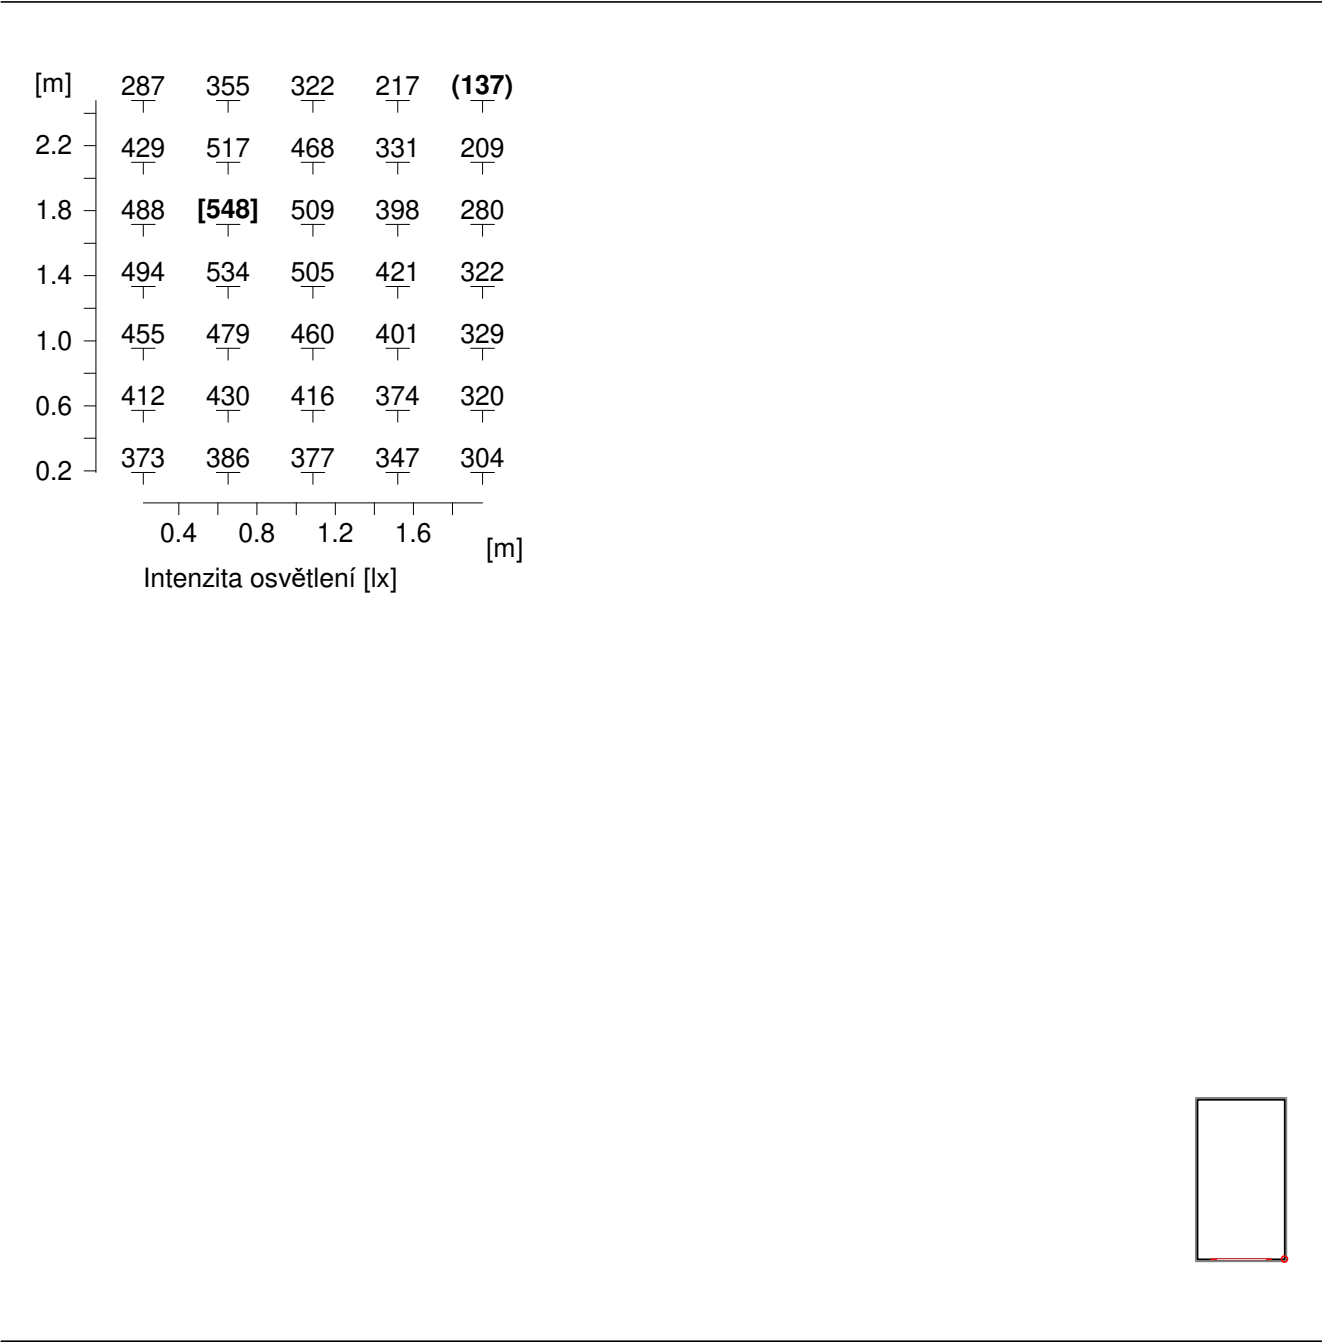 [m] 287 355 322 217 (137)
2.2 429 517 468 331 209
1.8 488 [548] 509 398 280
1.4 494 534 505 421 322
1.0 455 479 460 401 329
0.6 412 430 416 374 320
0.2 373 386 377 347 304
0.4 0.8 1.2 1.6 [m]
Intenzita osvětlení [lx]